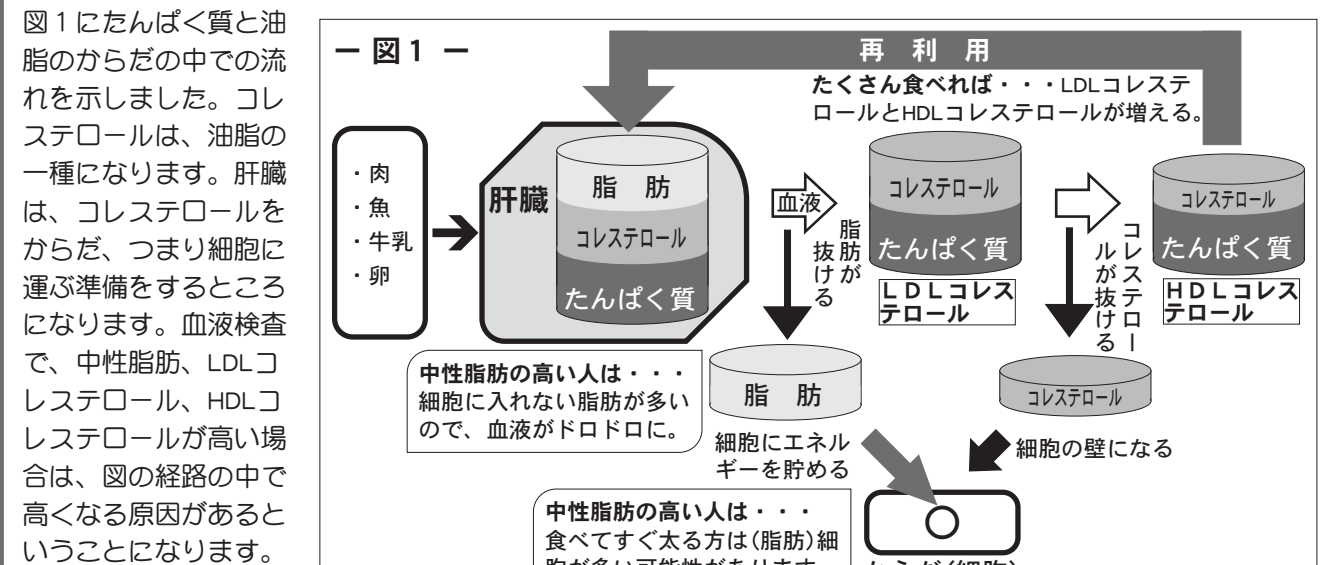 図１にたんぱく質と油
脂のからだの中での流
れを示しました。コレ
ステロールは、油脂の
一種になります。肝臓
は、コレステロールを
からだ、つまり細胞に
運ぶ準備をするところ
になります。血液検査
で、中性脂肪、LDLコ
レステロール、HDLコ
レステロールが高い場
合は、図の経路の中で
高くなる原因があると
いうことになります。
ー 図１ ー
再 利 用
たくさん食べれば・・・LDLコレステ
ロールとHDLコレステロールが増える。
・肉
・魚
・牛乳
・卵
肝臓
脂 肪
コレステロール
たんぱく質
血液
脂肪が
抜ける
コレステロール
たんぱく質
ＬＤＬコレス
テロール
コレステロー
ルが抜ける
コレステロール
たんぱく質
ＨＤＬコレス
テロール
中性脂肪の高い人は・・・
細胞に入れない脂肪が多い
ので、血液がドロドロに。
脂 肪
細胞にエネル
ギーを貯める
コレステロール
細胞の壁になる
中性脂肪の高い人は・・・
食べてすぐ太る方は(脂肪)細
胞が多い可能性があります
からだ(細胞)